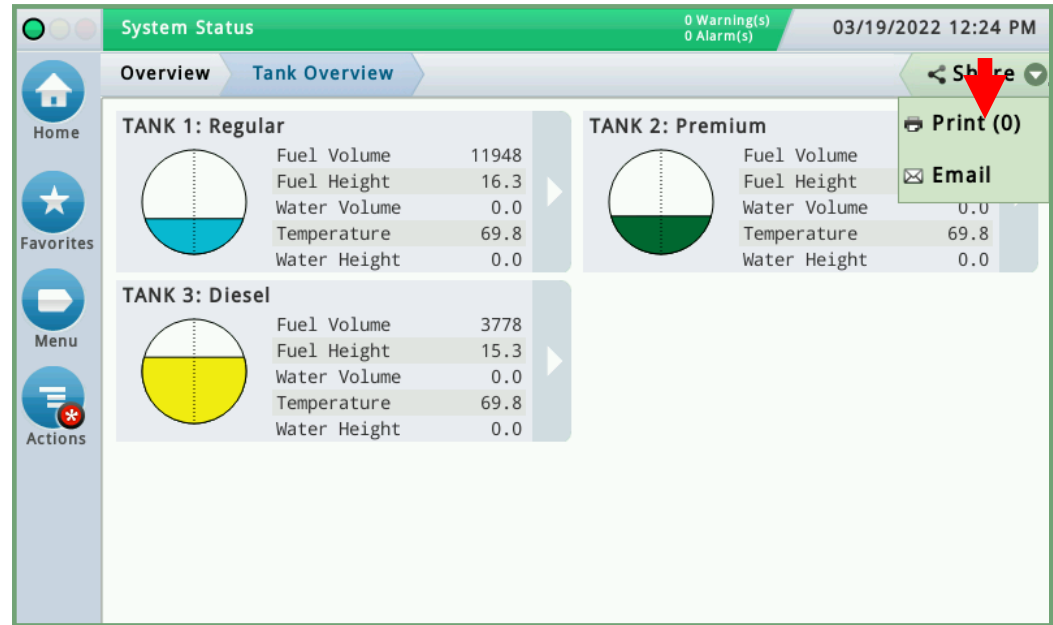 System Status
0 Warning(s)
0 Alarm(s)
03/19/2022 12:24 PM
Overview
Tank Overview
Share
Print (0)
Email
Home
Favorites
Menu
Actions
TANK 1: Regular
Fuel Volume 11948
Fuel Height 16.3
Water Volume 0.0
Temperature 69.8
Water Height 0.0
TANK 2: Premium
Fuel Volume
Fuel Height
Water Volume 0.0
Temperature 69.8
Water Height 0.0
TANK 3: Diesel
Fuel Volume 3778
Fuel Height 15.3
Water Volume 0.0
Temperature 69.8
Water Height 0.0